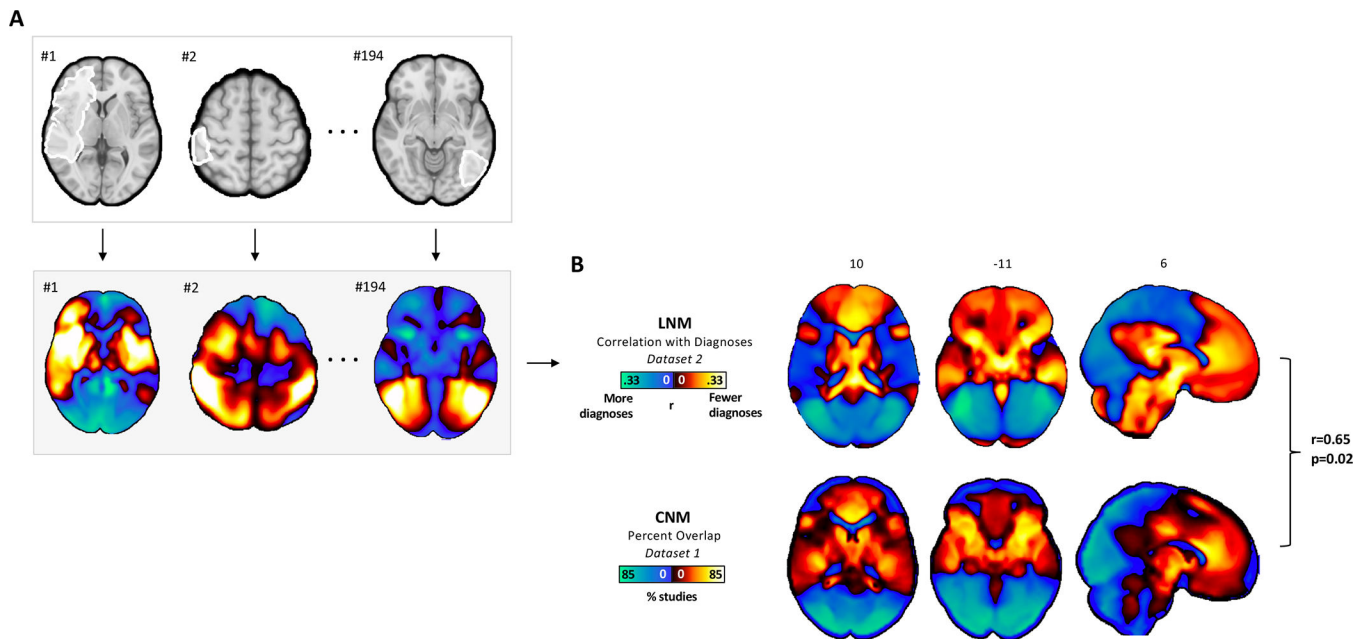 A
#1
#2
#194
. . .
#1
#2
#194
. . .
B
10
-11
6
LNM
Correlation with Diagnoses
Dataset 2
.33 0 0 .33
More
diagnoses
r
Fewer
diagnoses
CNM
Percent Overlap
Dataset 1
85 0 0 85
% studies
r=0.65
p=0.02